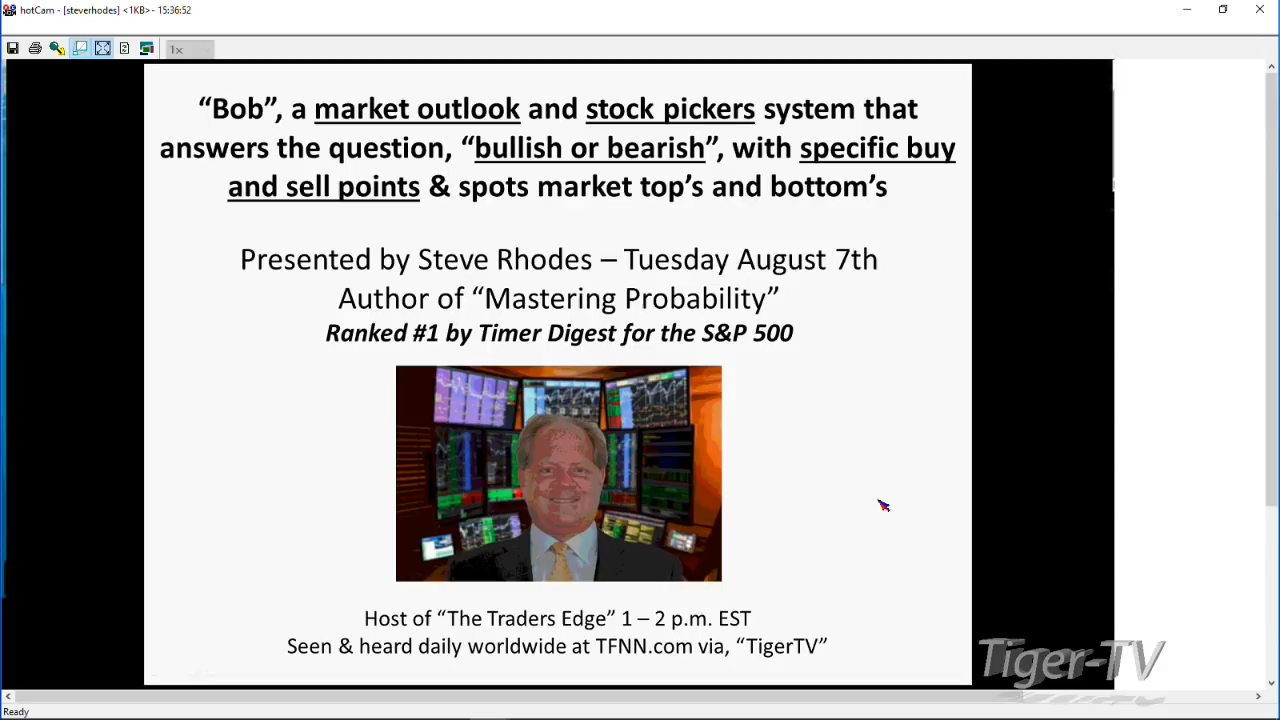 hotCam - [steverhodes] <1KB> - 15:36:52
1x
“Bob”, a market outlook and stock pickers system that
answers the question, “bullish or bearish”, with specific buy
and sell points & spots market top’s and bottom’s
Presented by Steve Rhodes – Tuesday August 7th
Author of “Mastering Probability”
Ranked #1 by Timer Digest for the S&P 500
Host of “The Traders Edge” 1 – 2 p.m. EST
Seen & heard daily worldwide at TFNN.com via, “TigerTV”
Tiger-TV
Ready